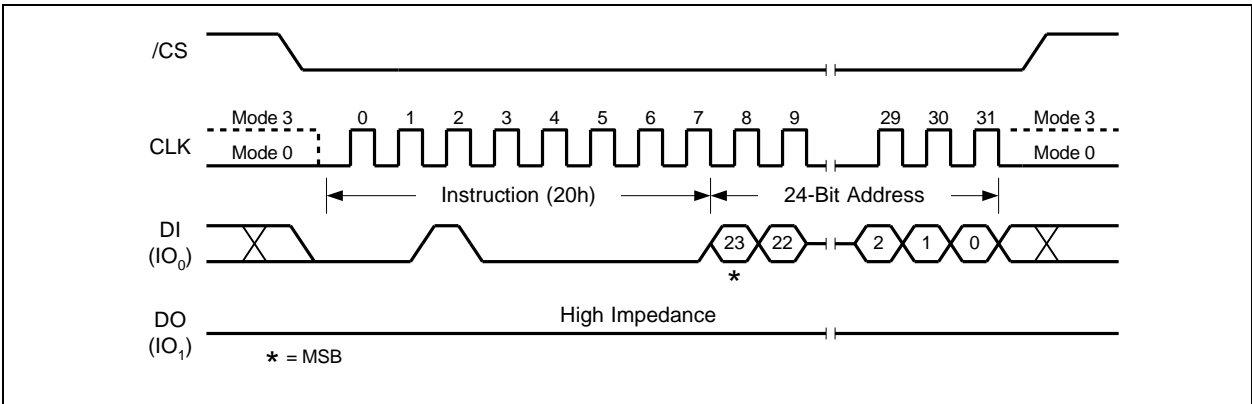 /CS
Mode 3 0 1 2 3 4 5 6 7 8 9 29 30 31 Mode 3
CLK
Mode 0 Mode 0
Instruction (20h) 24-Bit Address
DI
(IO₀)
23 22 2 1 0
*
High Impedance
DO
(IO₁)
* = MSB